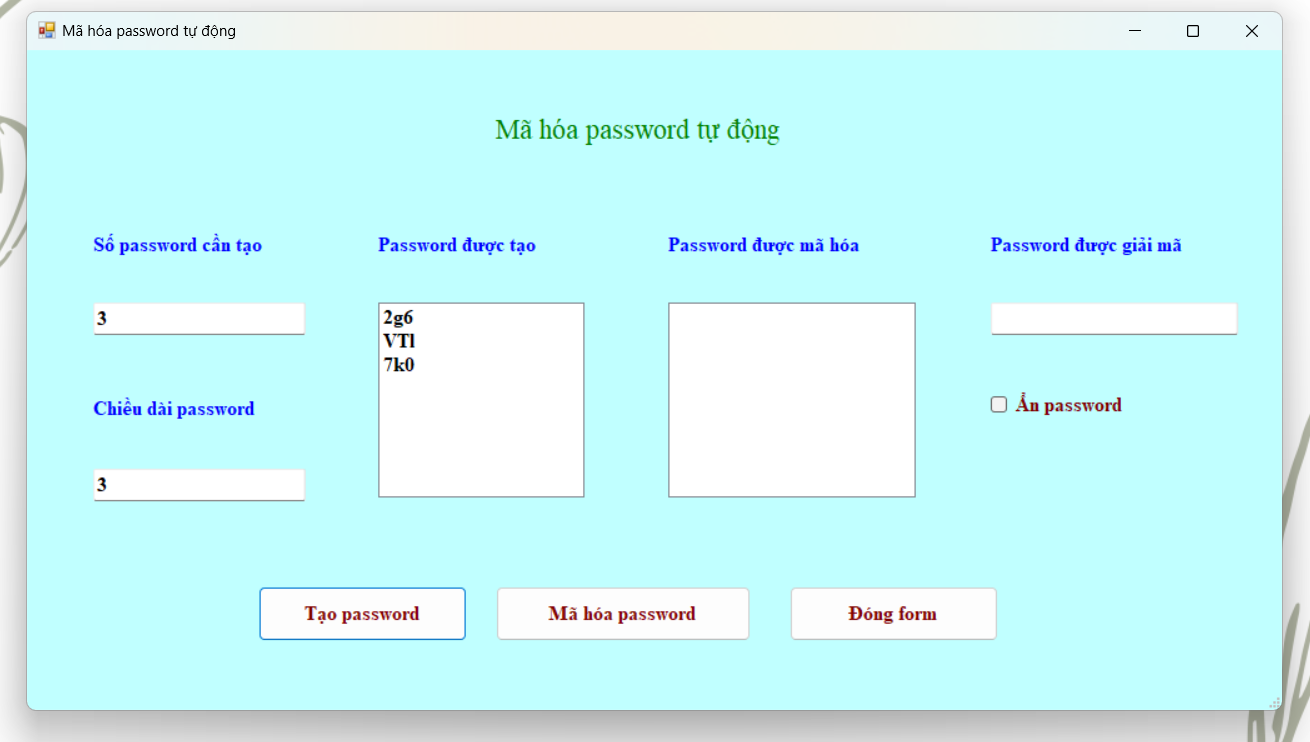 Mã hóa password tự động
Mã hóa password tự động
Số password cần tạo
Password được tạo
Password được mã hóa
Password được giải mã
3
2g6
VTl
7k0
Chiều dài password
Ẩn password
3
Tạo password
Mã hóa password
Đóng form